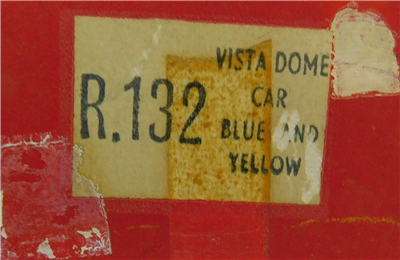 R.132
VISTA DOME
CAR
BLUE AND
YELLOW